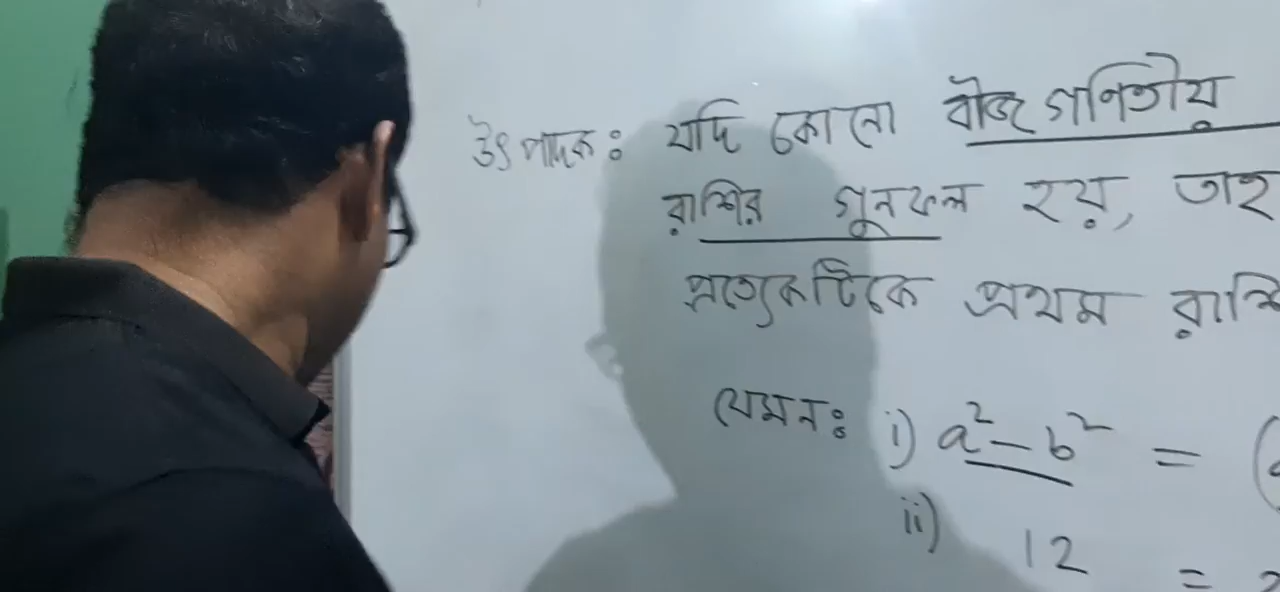 উৎপাদক: যদি কোনো বীজগণিতীয়
রাশির গুনফল হয়, তাহ
প্রত্যেকটিকে প্রথম রাশি
যেমন: i) a² - b² = (
ii) 12 =